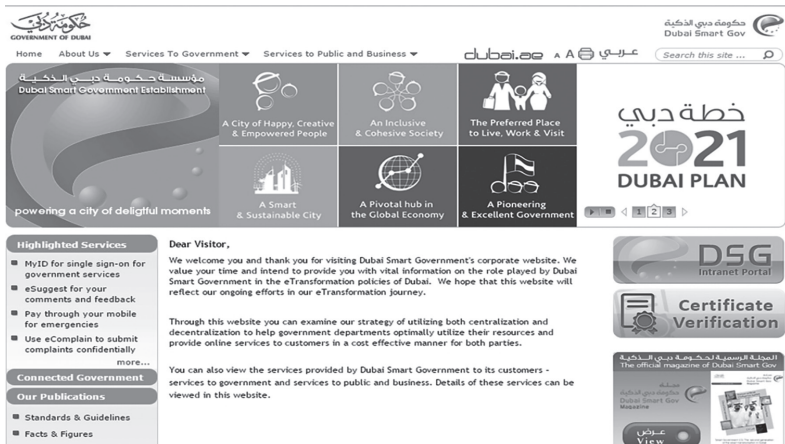 حكومة دبي
GOVERNMENT OF DUBAI
حكومة دبي الذكية
Dubai Smart Gov
Home About Us Services To Government Services to Public and Business
dubai.ae A A عربي Search this site ...
مؤسسة حكومة دبي الذكية
Dubai Smart Government Establishment
powering a city of deligtful moments
A City of Happy, Creative
& Empowered People
An Inclusive
& Cohesive Society
The Preferred Place
to Live, Work & Visit
A Smart
& Sustainable City
A Pivotal hub in
the Global Economy
A Pioneering
& Excellent Government
خطة دبي
2021
DUBAI PLAN
1 2 3
Highlighted Services
MyID for single sign-on for
government services
eSuggest for your
comments and feedback
Pay through your mobile
for emergencies
Use eComplain to submit
complaints confidentially
more...
Connected Government
Our Publications
Standards & Guidelines
Facts & Figures
Dear Visitor,
We welcome you and thank you for visiting Dubai Smart Government's corporate website. We
value your time and intend to provide you with vital information on the role played by Dubai
Smart Government in the eTransformation policies of Dubai. We hope that this website will
reflect our ongoing efforts in our eTransformation journey.
Through this website you can examine our strategy of utilizing both centralization and
decentralization to help government departments optimally utilize their resources and
provide online services to customers in a cost effective manner for both parties.
You can also view the services provided by Dubai Smart Government to its customers -
services to government and services to public and business. Details of these services can be
viewed in this website.
DSG
Intranet Portal
Certificate
Verification
المجلة الرسمية لحكومة دبي الذكية
The official magazine of Dubai Smart Gov
مجلة
حكومة دبي الذكية
Dubai Smart Gov
Magazine
عرض
View